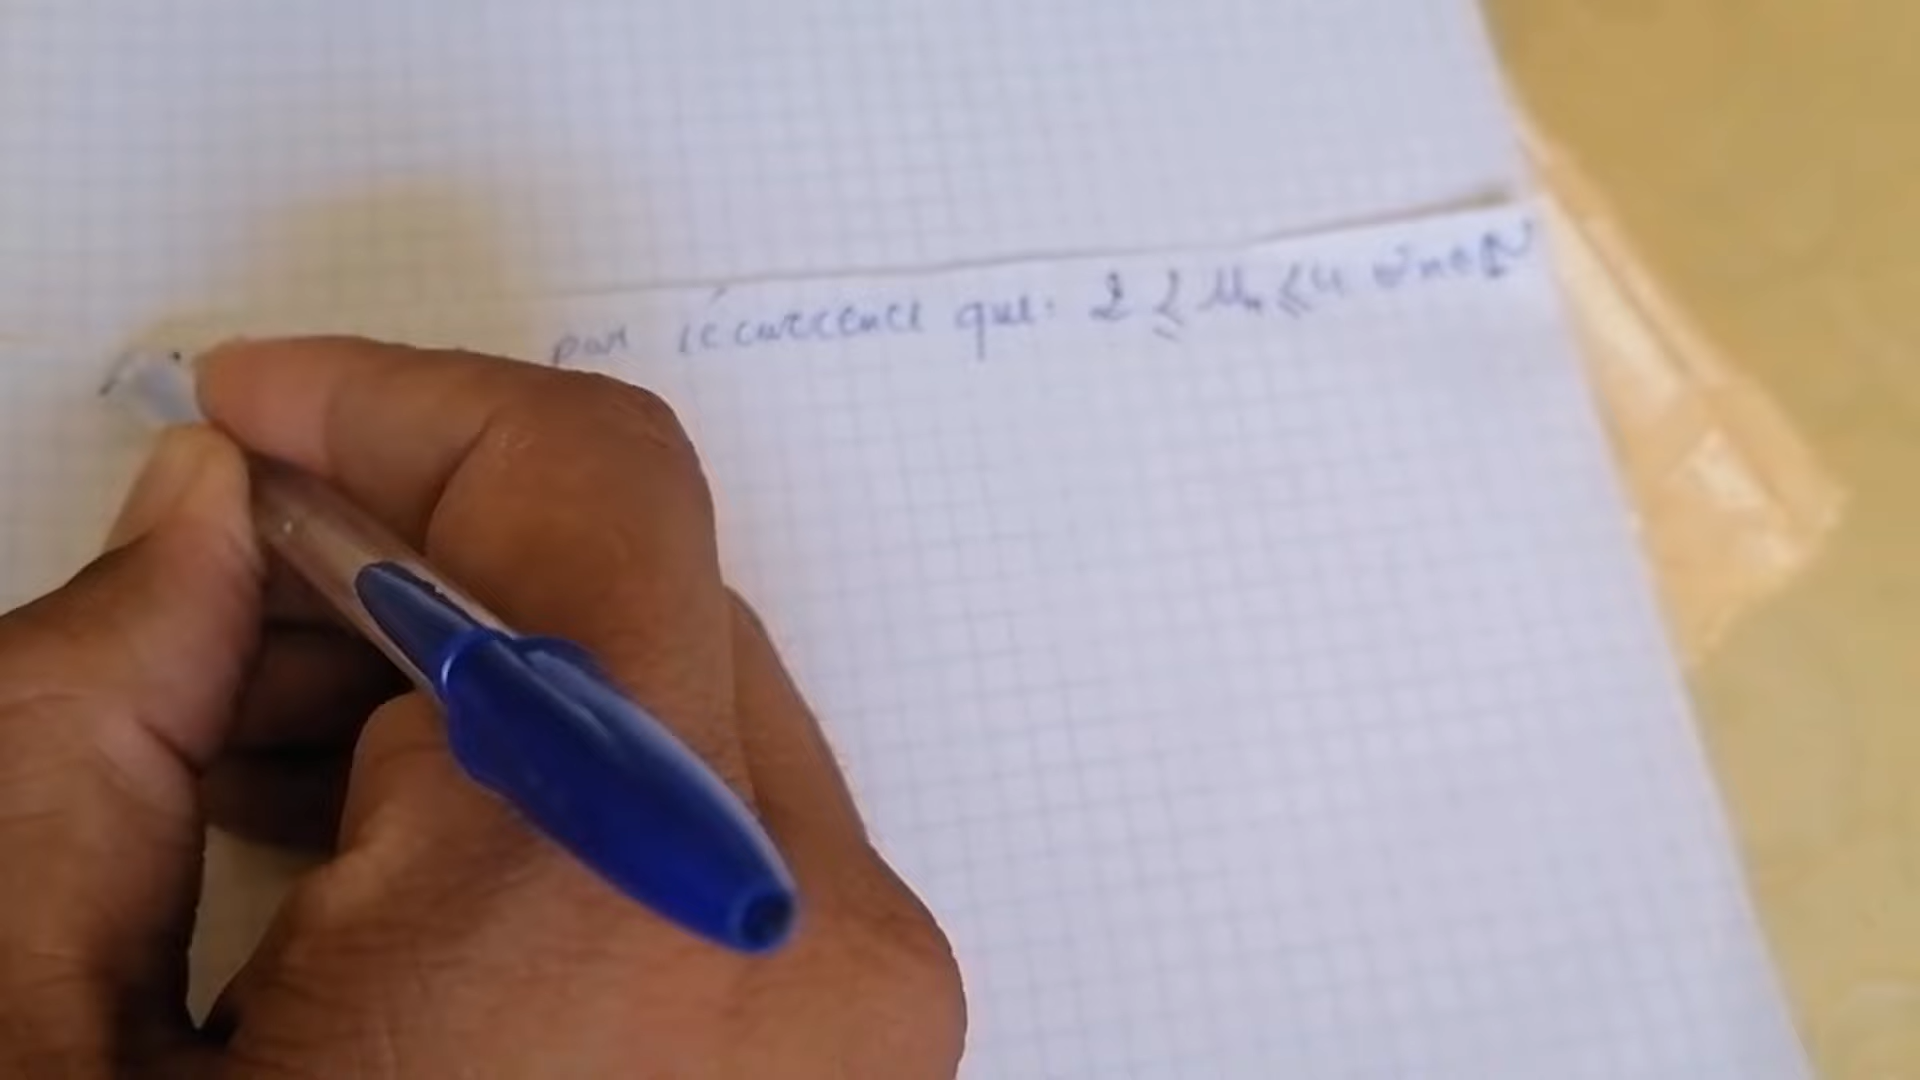 par récurrence que: 2 ≤ Un ≤ 4 ∀n∈ℕ